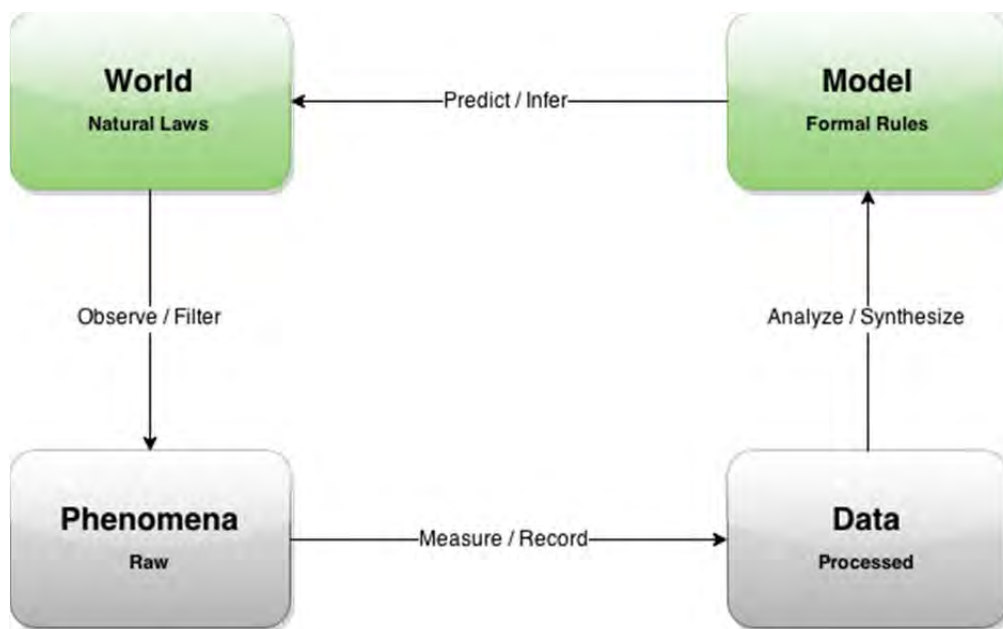 World
Natural Laws
Predict / Infer
Model
Formal Rules
Observe / Filter
Analyze / Synthesize
Phenomena
Raw
Measure / Record
Data
Processed